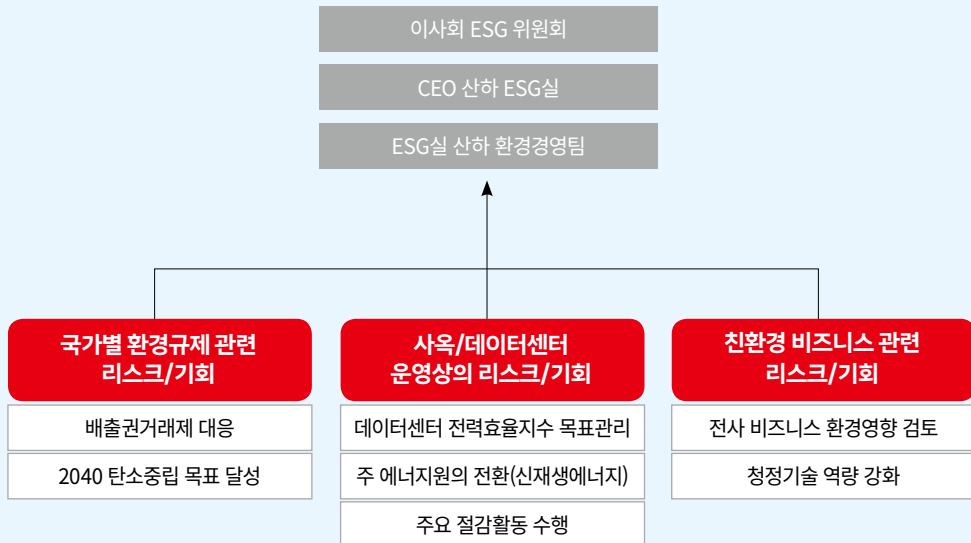 이사회 ESG 위원회
CEO 산하 ESG실
ESG실 산하 환경경영팀
국가별 환경규제 관련
리스크/기회
배출권거래제 대응
2040 탄소중립 목표 달성
사옥/데이터센터
운영상의 리스크/기회
데이터센터 전력효율지수 목표관리
주 에너지원의 전환(신재생에너지)
주요 절감활동 수행
친환경 비즈니스 관련
리스크/기회
전사 비즈니스 환경영향 검토
청정기술 역량 강화